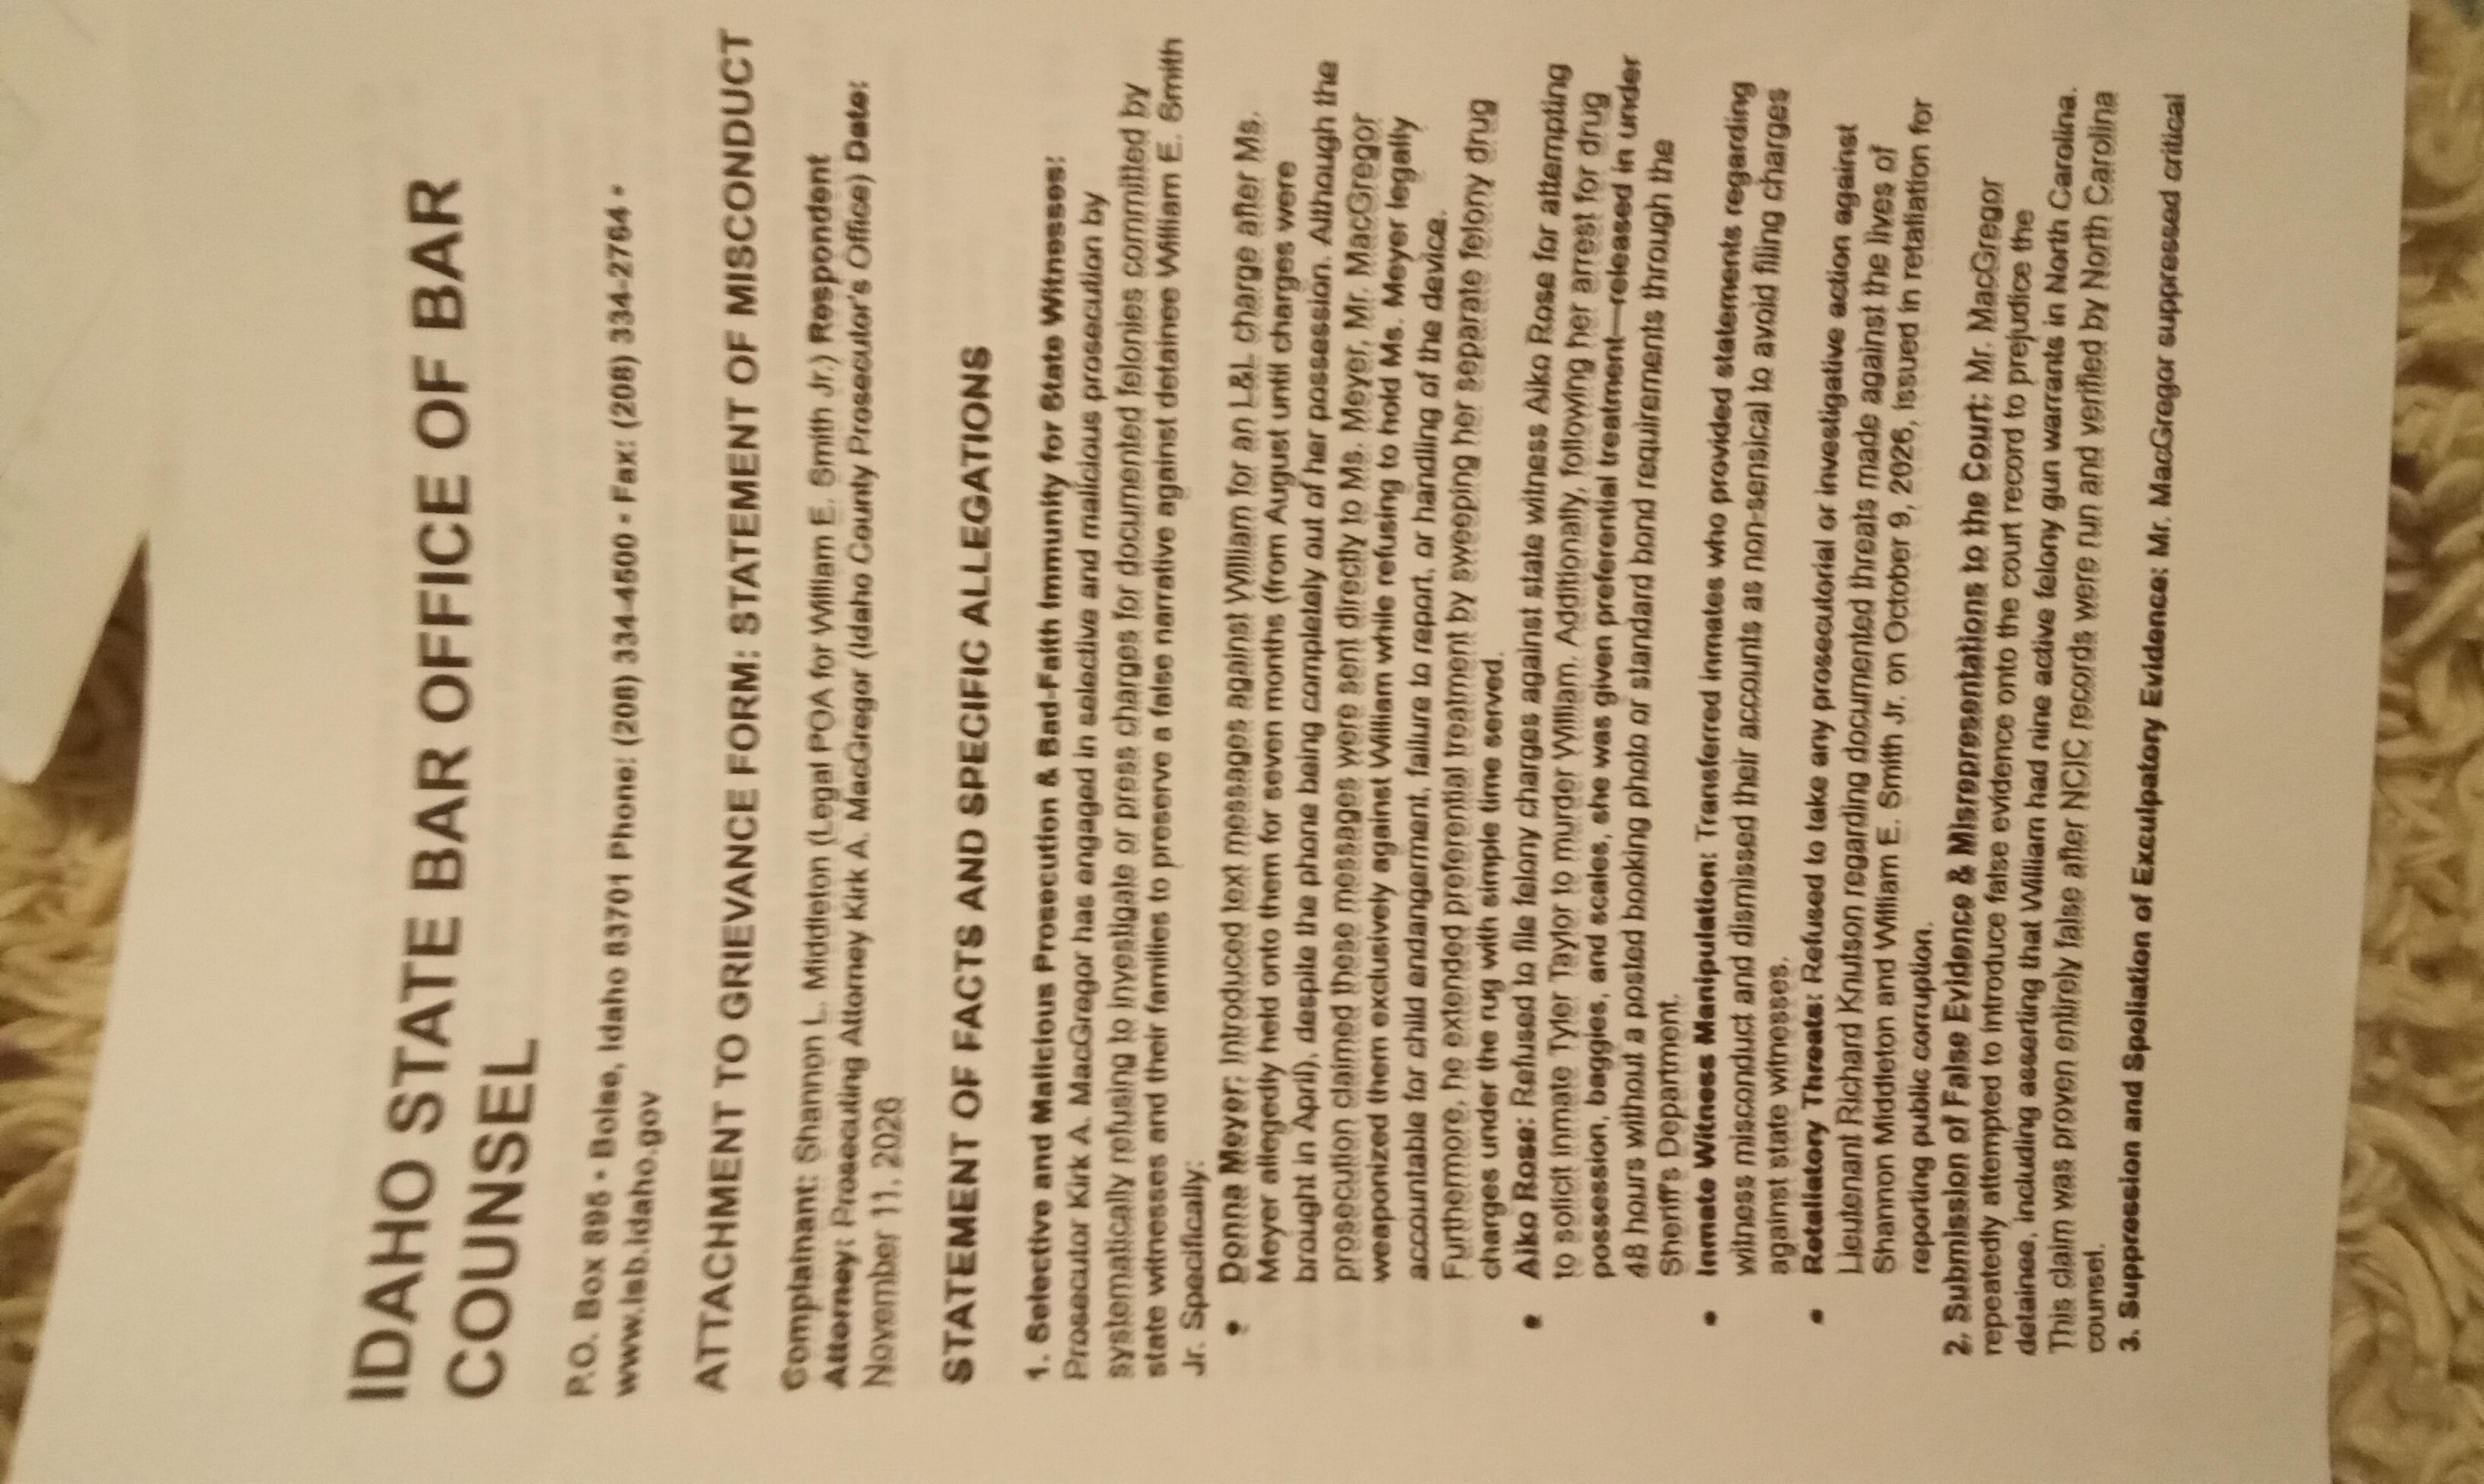 IDAHO STATE BAR OFFICE OF BAR
COUNSEL
P.O. Box 895 • Boise, Idaho 83701 Phone: (208) 334-4500 • Fax: (208) 334-2764 •
www.isb.idaho.gov
ATTACHMENT TO GRIEVANCE FORM: STATEMENT OF MISCONDUCT
Complainant: Shannon L. Middleton (Legal POA for William E. Smith Jr.) Respondent
Attorney: Prosecuting Attorney Kirk A. MacGregor (Idaho County Prosecutor's Office) Date:
November 11, 2026
STATEMENT OF FACTS AND SPECIFIC ALLEGATIONS
1. Selective and Malicious Prosecution & Bad-Faith Immunity for State Witnesses:
Prosecutor Kirk A. MacGregor has engaged in selective and malicious prosecution by
systematically refusing to investigate or press charges for documented felonies committed by
state witnesses and their families to preserve a false narrative against detainee William E. Smith
Jr. Specifically:
• Donna Meyer: Introduced text messages against William for an L&L charge after Ms.
Meyer allegedly held onto them for seven months (from August until charges were
brought in April), despite the phone being completely out of her possession. Although the
prosecution claimed these messages were sent directly to Ms. Meyer, Mr. MacGregor
weaponized them exclusively against William while refusing to hold Ms. Meyer legally
accountable for child endangerment, failure to report, or handling of the device.
Furthermore, he extended preferential treatment by sweeping her separate felony drug
charges under the rug with simple time served.
• Aiko Rose: Refused to file felony charges against state witness Aiko Rose for attempting
to solicit inmate Tyler Taylor to murder William. Additionally, following her arrest for drug
possession, baggies, and scales, she was given preferential treatment—released in under
48 hours without a posted booking photo or standard bond requirements through the
Sheriff's Department.
• Inmate Witness Manipulation: Transferred inmates who provided statements regarding
witness misconduct and dismissed their accounts as non-sensical to avoid filing charges
against state witnesses.
• Retaliatory Threats: Refused to take any prosecutorial or investigative action against
Lieutenant Richard Knutson regarding documented threats made against the lives of
Shannon Middleton and William E. Smith Jr. on October 9, 2026, issued in retaliation for
reporting public corruption.
2. Submission of False Evidence & Misrepresentations to the Court: Mr. MacGregor
repeatedly attempted to introduce false evidence onto the court record to prejudice the
detainee, including asserting that William had nine active felony gun warrants in North Carolina.
This claim was proven entirely false after NCIC records were run and verified by North Carolina
counsel.
3. Suppression and Spoliation of Exculpatory Evidence: Mr. MacGregor suppressed critical